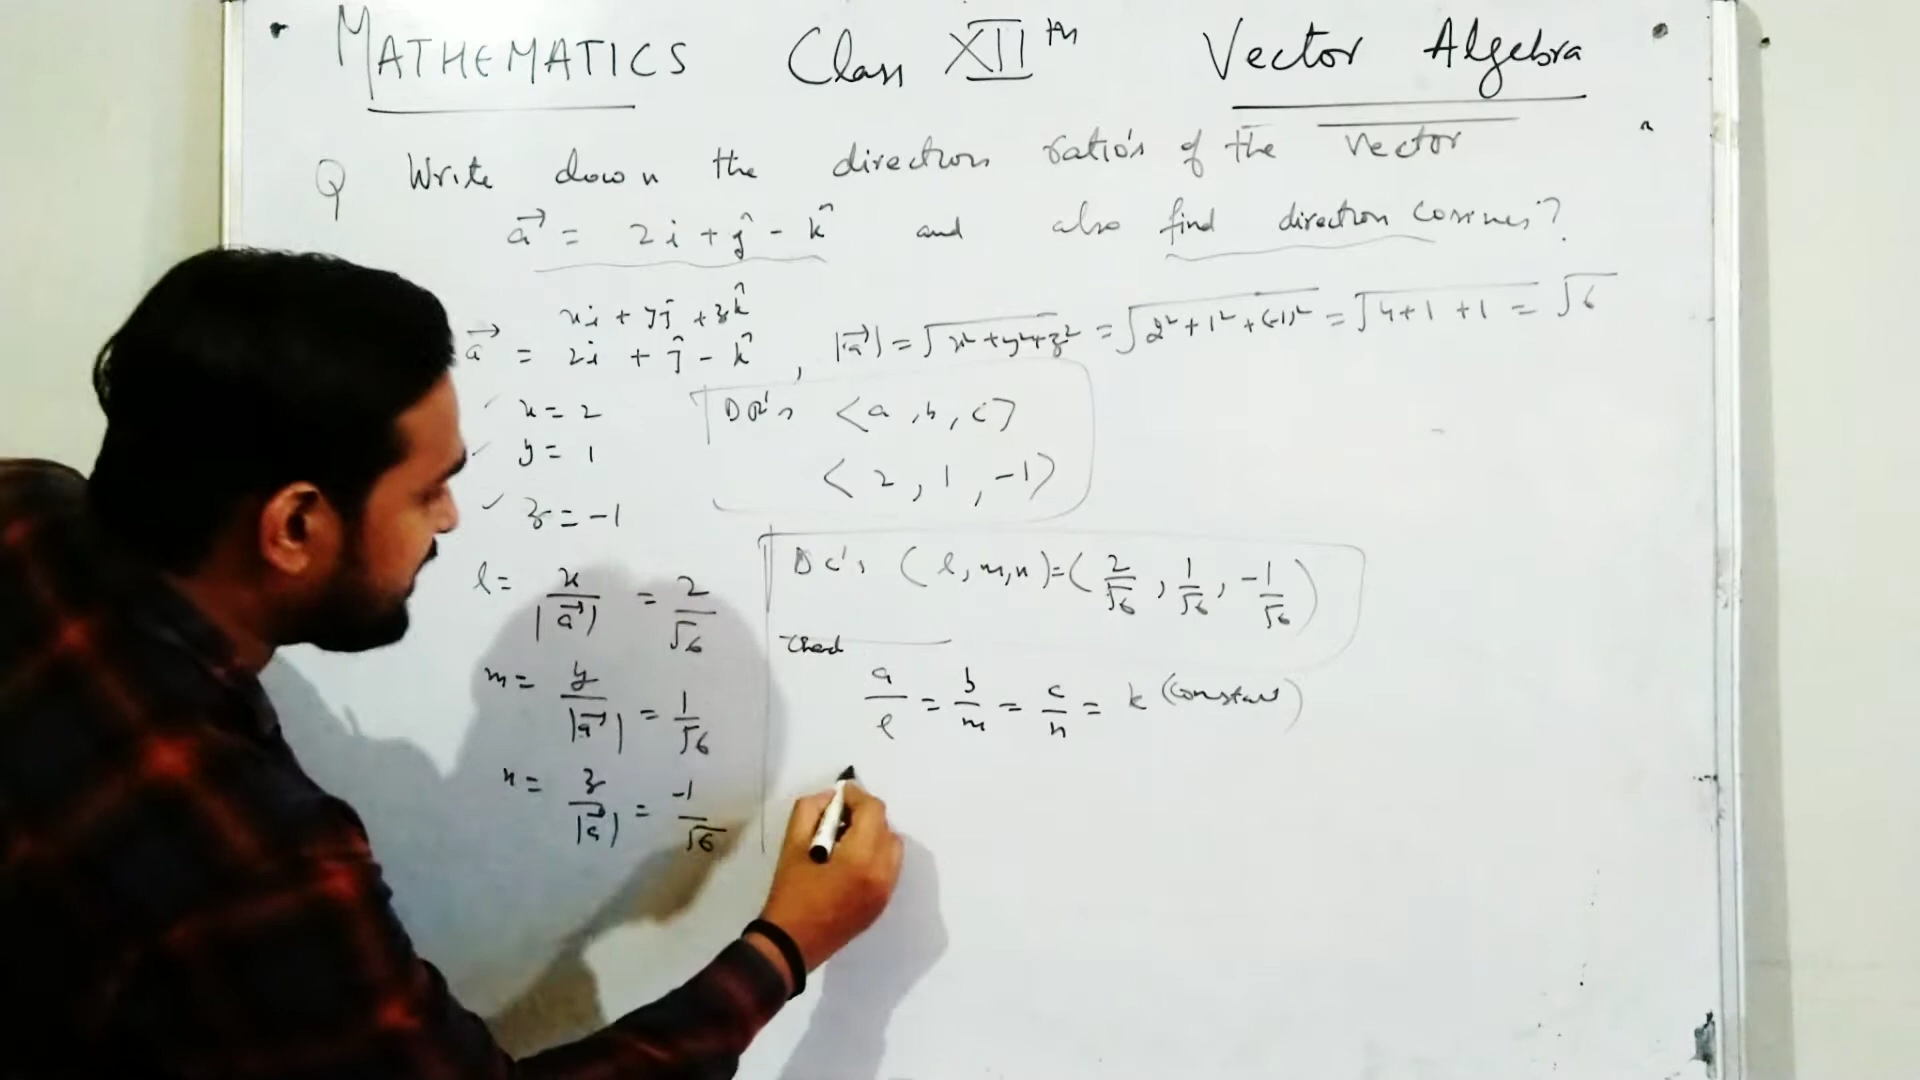 MATHEMATICS Class XII th Vector Algebra
Q Write down the direction ratio's of the vector
a⃗ = 2i + ĵ - k̂ and also find direction cosines?
xi + yĵ + zk̂
a⃗ = 2i + ĵ - k̂ , |a⃗| = √x²+y²+z² = √2²+1²+(-1)² = √4+1+1 = √6
x = 2
y = 1
z = -1
DR's <a, b, c>
<2, 1, -1>
l = x/|a⃗| = 2/√6
m = y/|a⃗| = 1/√6
n = z/|a⃗| = -1/√6
Dc's (l, m, n) = (2/√6, 1/√6, -1/√6)
a/l = b/m = c/n = k (constant)